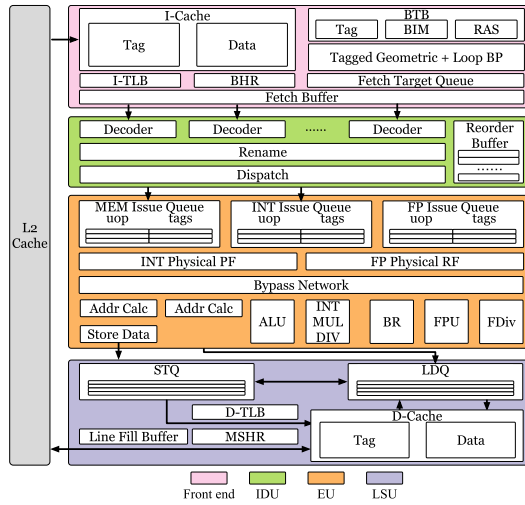 I-Cache
Tag
Data
I-TLB
BHR
BTB
Tag
BIM
RAS
Tagged Geometric + Loop BP
Fetch Target Queue
Fetch Buffer
Decoder
Decoder
......
Decoder
Rename
Dispatch
Reorder
Buffer
......
L2
Cache
MEM Issue Queue
uop tags
INT Issue Queue
uop tags
FP Issue Queue
uop tags
INT Physical PF
FP Physical RF
Bypass Network
Addr Calc
Addr Calc
Store Data
ALU
INT
MUL
DIV
BR
FPU
FDiv
STQ
LDQ
D-TLB
D-Cache
Tag
Data
Line Fill Buffer
MSHR
Front end
IDU
EU
LSU